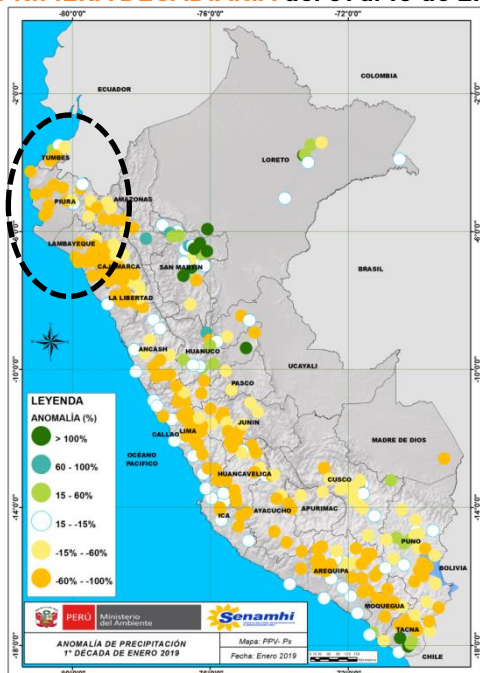 -80°0'0" -76°0'0" -72°0'0"
COLOMBIA
ECUADOR
-2°0'0"
TUMBES
LORETO
PIURA
AMAZONAS
-6°0'0"
LAMBAYEQUE
CAJAMARCA
SAN MARTIN
BRASIL
LA LIBERTAD
ANCASH
HUANUCO
UCAYALI
-10°0'0"
PASCO
LEYENDA
ANOMALÍA (%)
> 100%
60 - 100%
15 - 60%
15 - -15%
-15% - -60%
-60% - -100%
JUNIN
LIMA
CALLAO
MADRE DE DIOS
OCÉANO
PACIFICO
HUANCAVELICA
CUSCO
ICA
AYACUCHO
APURIMAC
-14°0'0"
PUNO
BOLIVIA
AREQUIPA
MOQUEGUA
TACNA
CHILE
PERÚ
Ministerio
del Ambiente
Senamhi
ANOMALÍA DE PRECIPITACIÓN
1° DÉCADA DE ENERO 2019
Mapa: PPV- Px
Fecha: Enero 2019
-18°0'0"